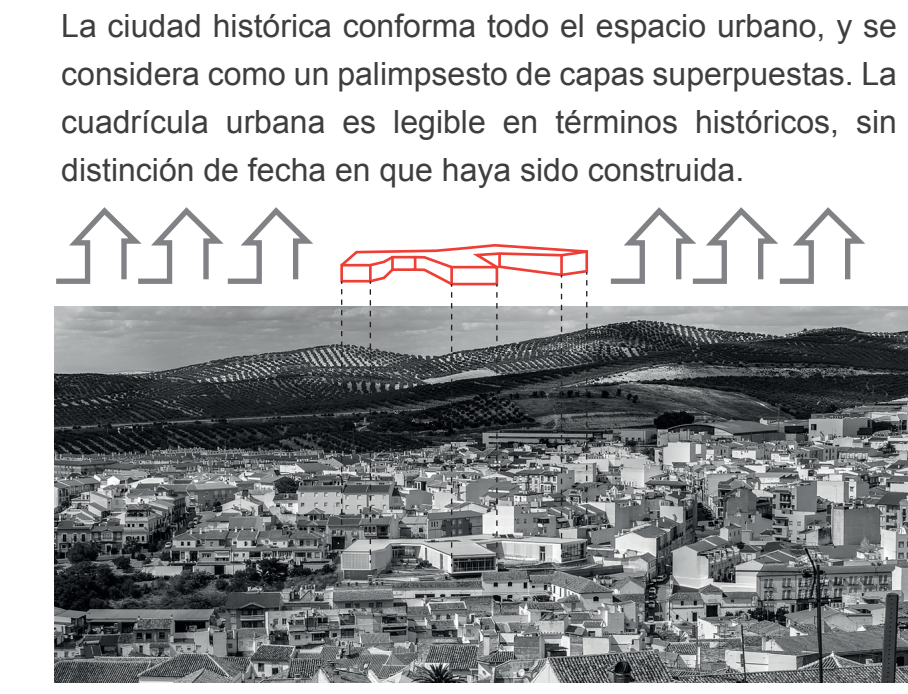 La ciudad histórica conforma todo el espacio urbano, y se
considera como un palimpsesto de capas superpuestas. La
cuadrícula urbana es legible en términos históricos, sin
distinción de fecha en que haya sido construida.